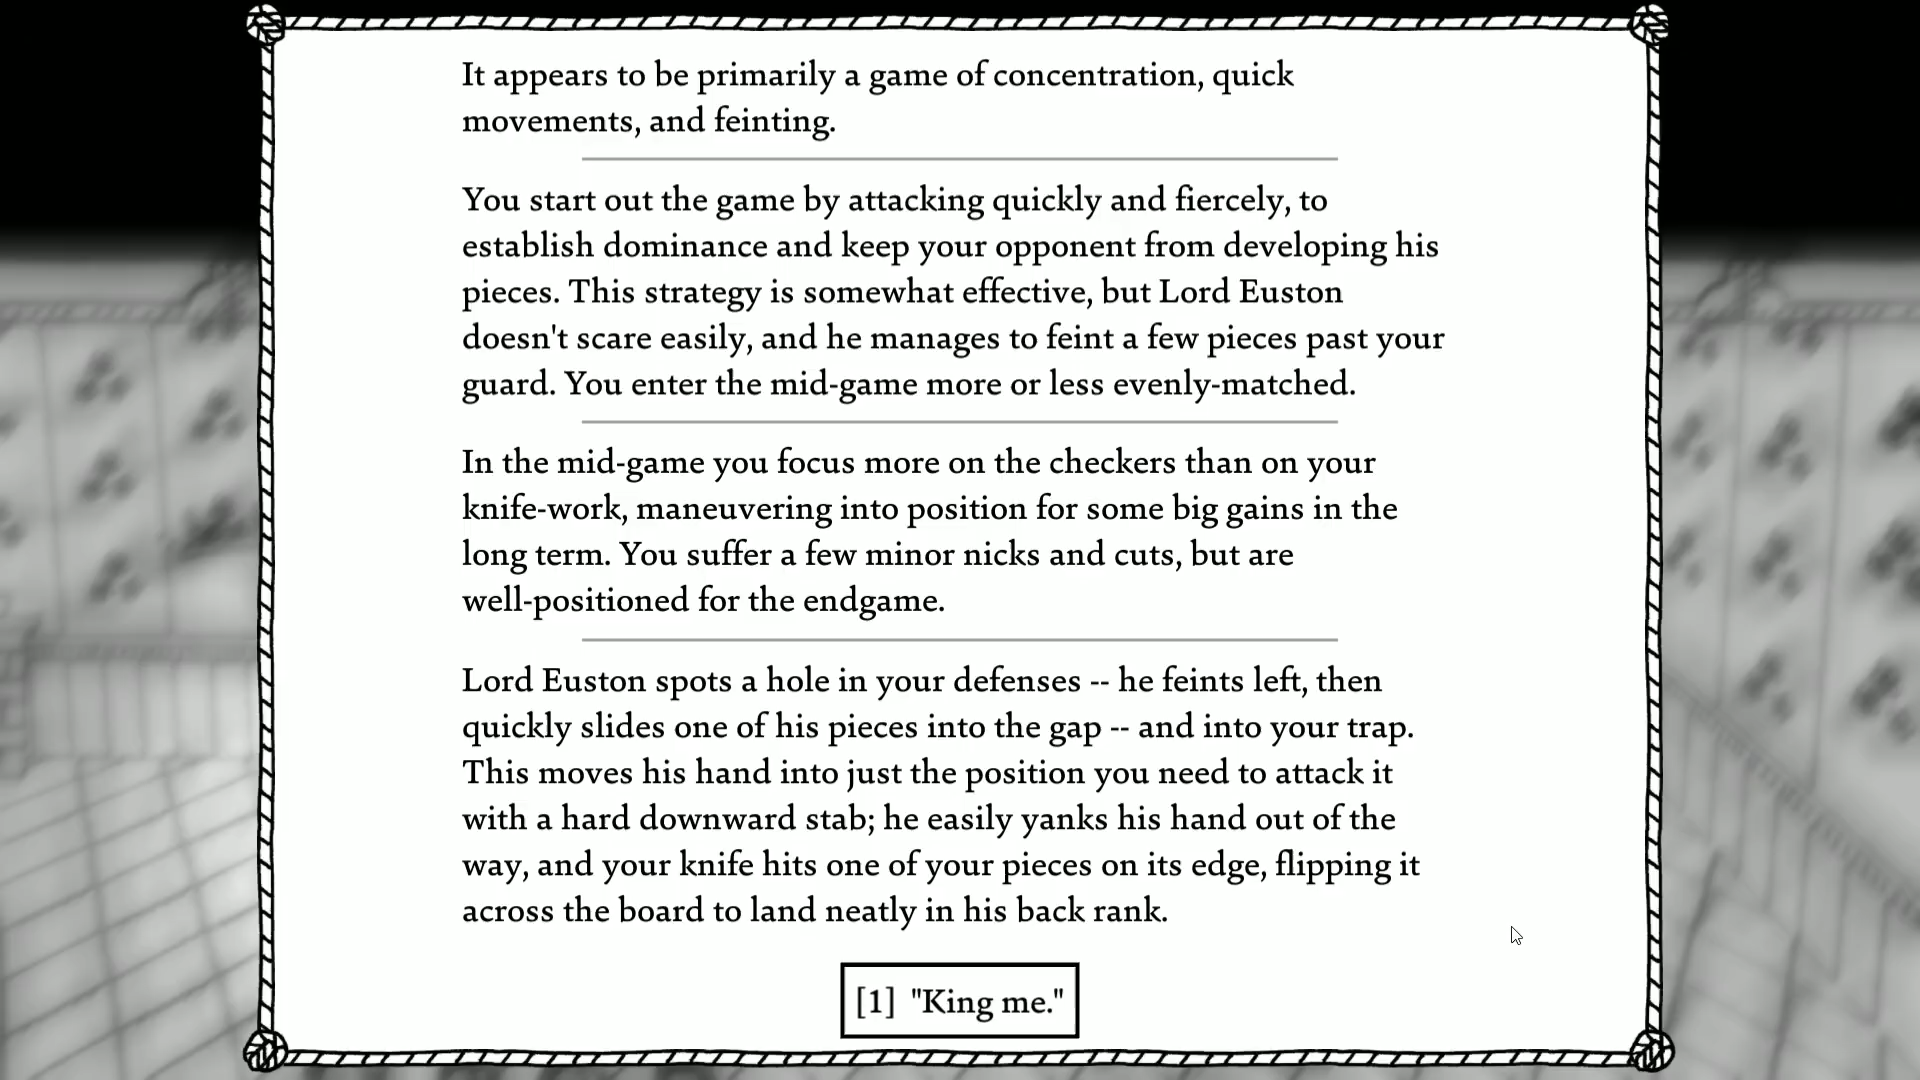 It appears to be primarily a game of concentration, quick
movements, and feinting.
You start out the game by attacking quickly and fiercely, to
establish dominance and keep your opponent from developing his
pieces. This strategy is somewhat effective, but Lord Euston
doesn't scare easily, and he manages to feint a few pieces past your
guard. You enter the mid-game more or less evenly-matched.
In the mid-game you focus more on the checkers than on your
knife-work, maneuvering into position for some big gains in the
long term. You suffer a few minor nicks and cuts, but are
well-positioned for the endgame.
Lord Euston spots a hole in your defenses -- he feints left, then
quickly slides one of his pieces into the gap -- and into your trap.
This moves his hand into just the position you need to attack it
with a hard downward stab; he easily yanks his hand out of the
way, and your knife hits one of your pieces on its edge, flipping it
across the board to land neatly in his back rank.
[1] "King me."